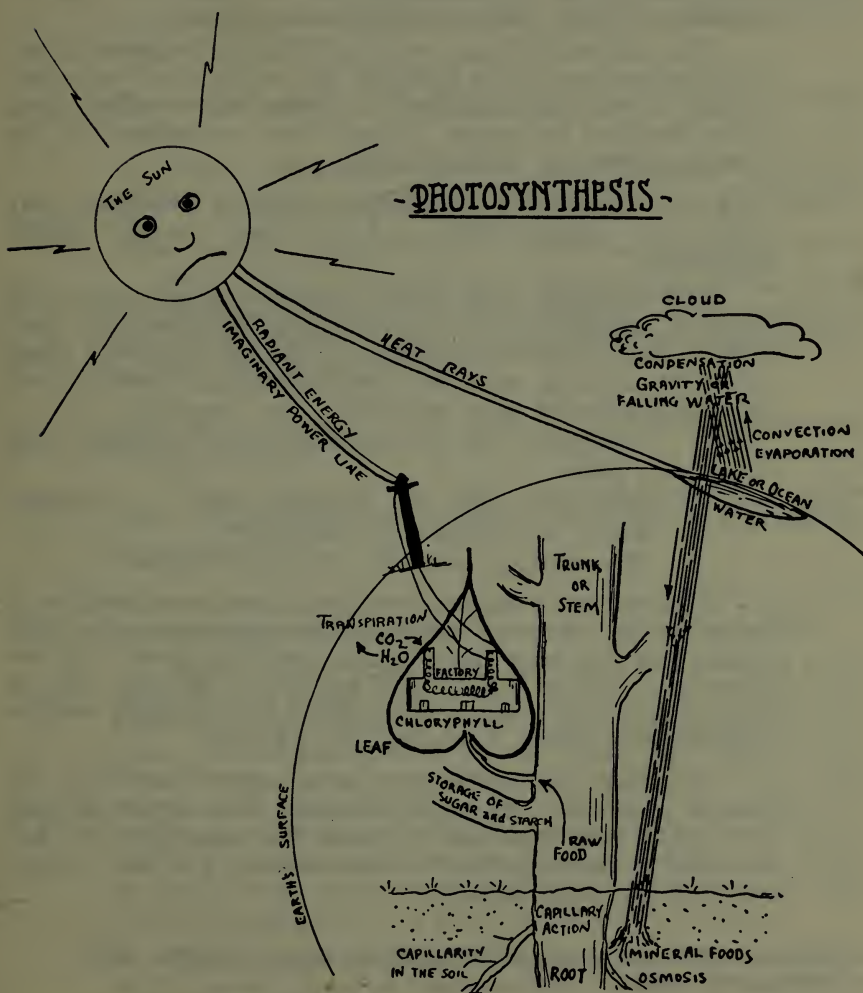 THE SUN
- PHOTOSYNTHESIS -
RADIANT ENERGY
IMAGINARY POWER LINE
HEAT RAYS
CLOUD
CONDENSATION
GRAVITY OR
FALLING WATER
CONVECTION
EVAPORATION
LAKE OR OCEAN
WATER
TRUNK
OR
STEM
TRANSPIRATION
CO₂
H₂O
FACTORY
CHLORYPHYLL
LEAF
STORAGE OF
SUGAR and STARCH
RAW
FOOD
EARTH'S SURFACE
CAPILLARY
ACTION
CAPILLARITY
IN THE SOIL
ROOT
MINERAL FOODS
OSMOSIS